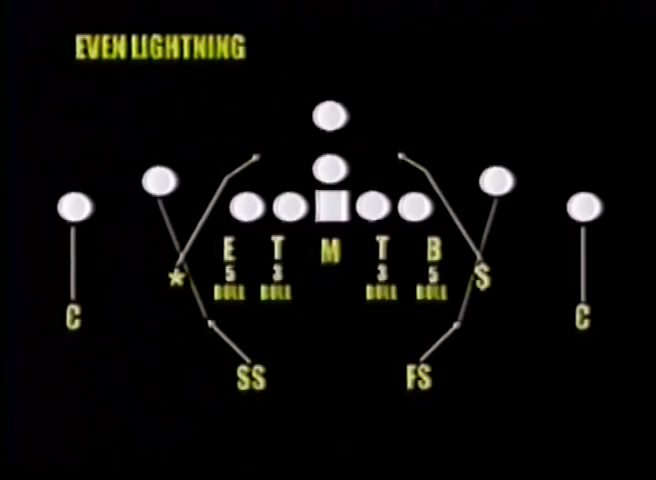 EVEN LIGHTNING
E T M T B
* 5 3 3 5 $
BULL BULL BULL BULL
C C
SS FS